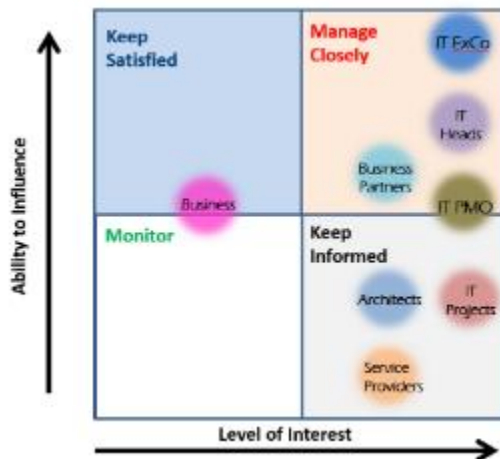 Keep
Satisfied
Manage
Closely
IT ExCo
IT
Heads
Business
Partners
Business
IT PMO
Monitor
Keep
Informed
Architects
IT
Projects
Service
Providers
Ability to Influence
Level of Interest